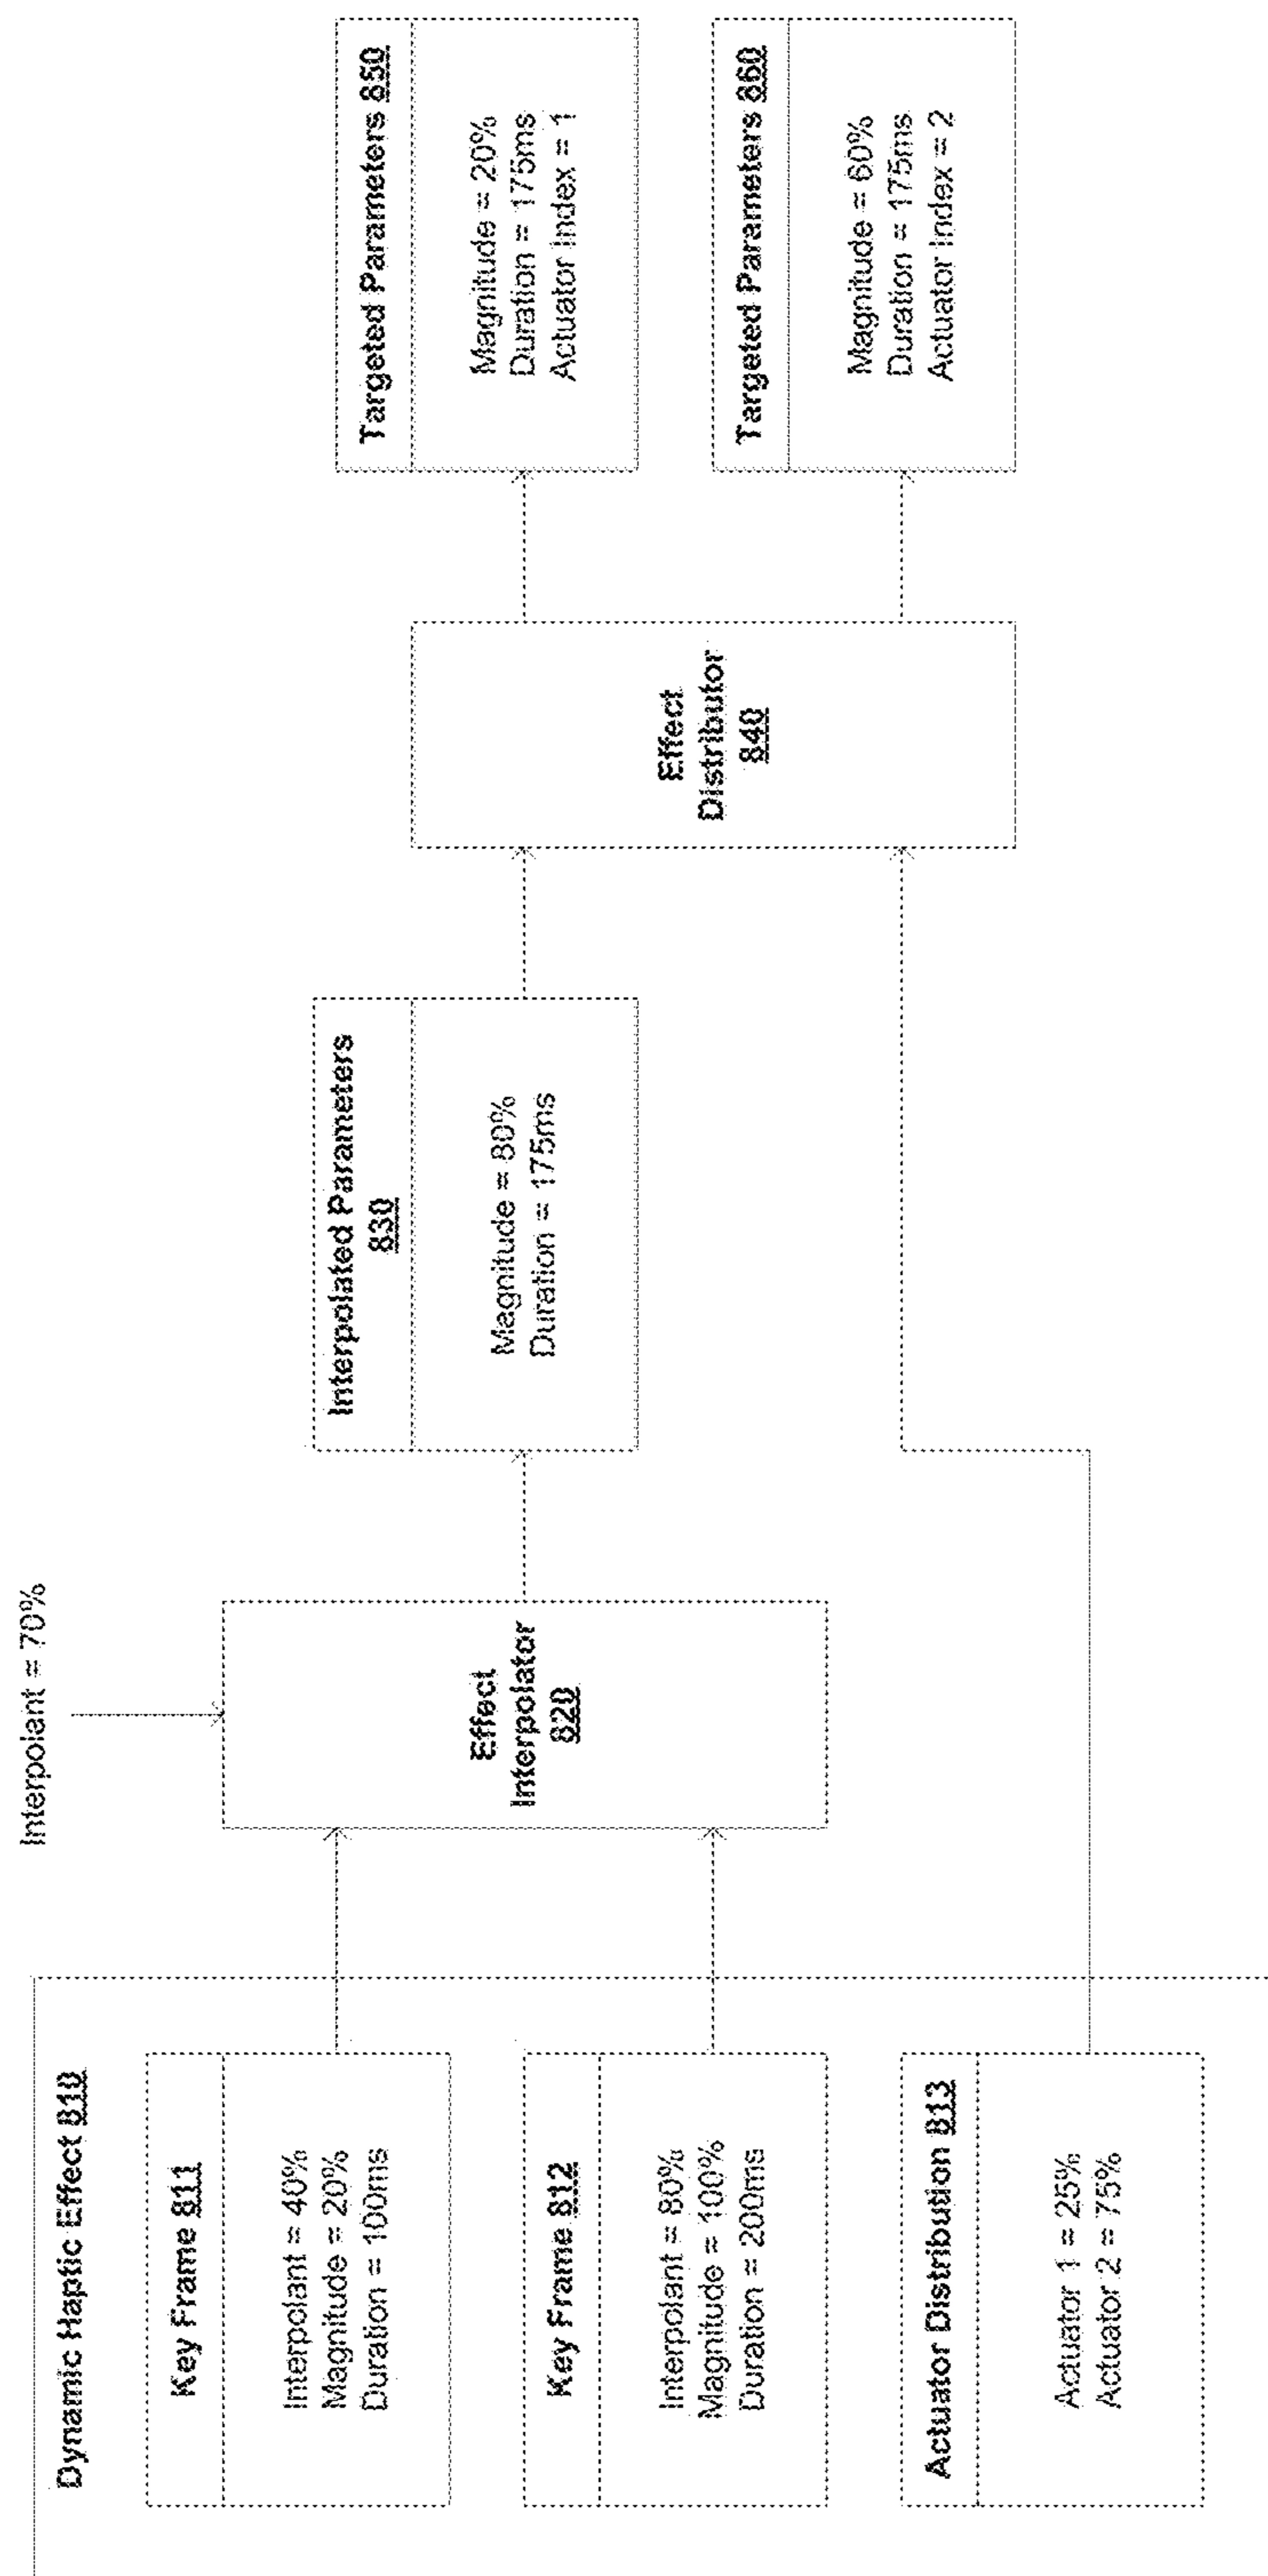 Dynamic Haptic Effect 810
Key Frame 811
Interpolant = 40%
Magnitude = 20%
Duration = 100ms
Key Frame 812
Interpolant = 80%
Magnitude = 100%
Duration = 200ms
Actuator Distribution 813
Actuator 1 = 25%
Actuator 2 = 75%
Interpolant = 70%
Effect
Interpolator
820
Interpolated Parameters
830
Magnitude = 80%
Duration = 175ms
Effect
Distributor
840
Targeted Parameters 850
Magnitude = 20%
Duration = 175ms
Actuator Index = 1
Targeted Parameters 860
Magnitude = 60%
Duration = 175ms
Actuator Index = 2